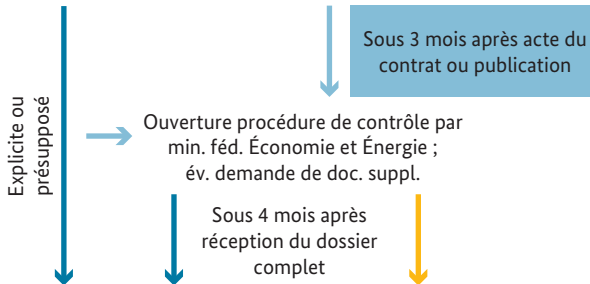 Sous 3 mois après acte du
contrat ou publication
Explicite ou
présupposé
Ouverture procédure de contrôle par
min. féd. Économie et Énergie ;
év. demande de doc. suppl.
Sous 4 mois après
réception du dossier
complet